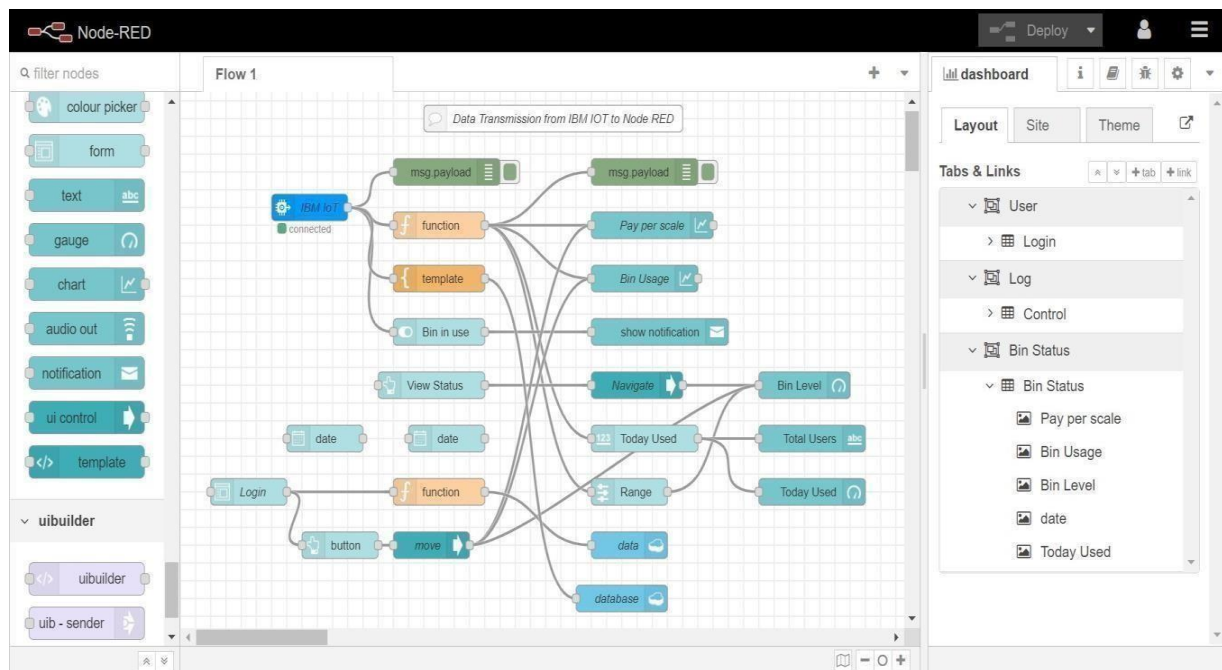 Node-RED
Deploy
filter nodes
Flow 1
dashboard
i
colour picker
form
text
abc
gauge
chart
audio out
notification
ui control
template
uibuilder
uibuilder
uib - sender
Data Transmission from IBM IOT to Node RED
msg.payload
msg.payload
IBM IoT
connected
function
Pay per scale
template
Bin Usage
Bin in use
show notification
View Status
Navigate
Bin Level
date
date
123
Today Used
Total Users
abc
Login
function
Range
Today Used
button
move
data
database
Layout
Site
Theme
Tabs & Links
+ tab
+ link
User
Login
Log
Control
Bin Status
Bin Status
Pay per scale
Bin Usage
Bin Level
date
Today Used